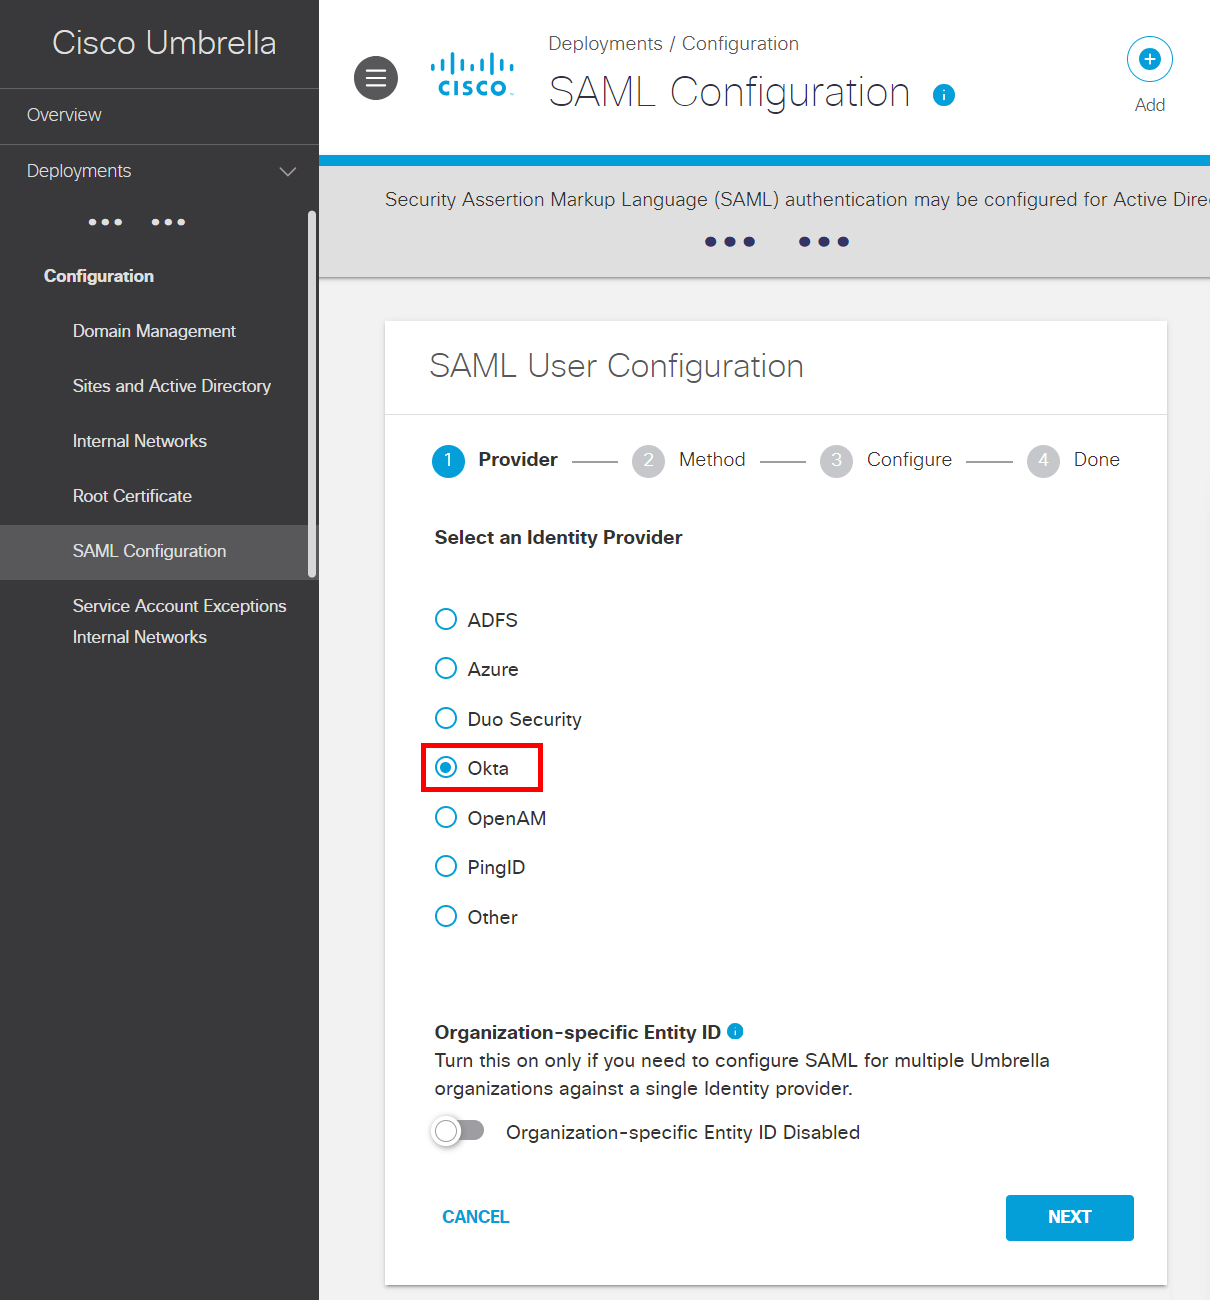 Cisco Umbrella
Overview
Deployments
Configuration
Domain Management
Sites and Active Directory
Internal Networks
Root Certificate
SAML Configuration
Service Account Exceptions
Internal Networks
CISCO
Deployments / Configuration
SAML Configuration
Add
Security Assertion Markup Language (SAML) authentication may be configured for Active Dire
SAML User Configuration
1 Provider 2 Method 3 Configure 4 Done
Select an Identity Provider
ADFS
Azure
Duo Security
Okta
OpenAM
PingID
Other
Organization-specific Entity ID
Turn this on only if you need to configure SAML for multiple Umbrella
organizations against a single Identity provider.
Organization-specific Entity ID Disabled
CANCEL
NEXT